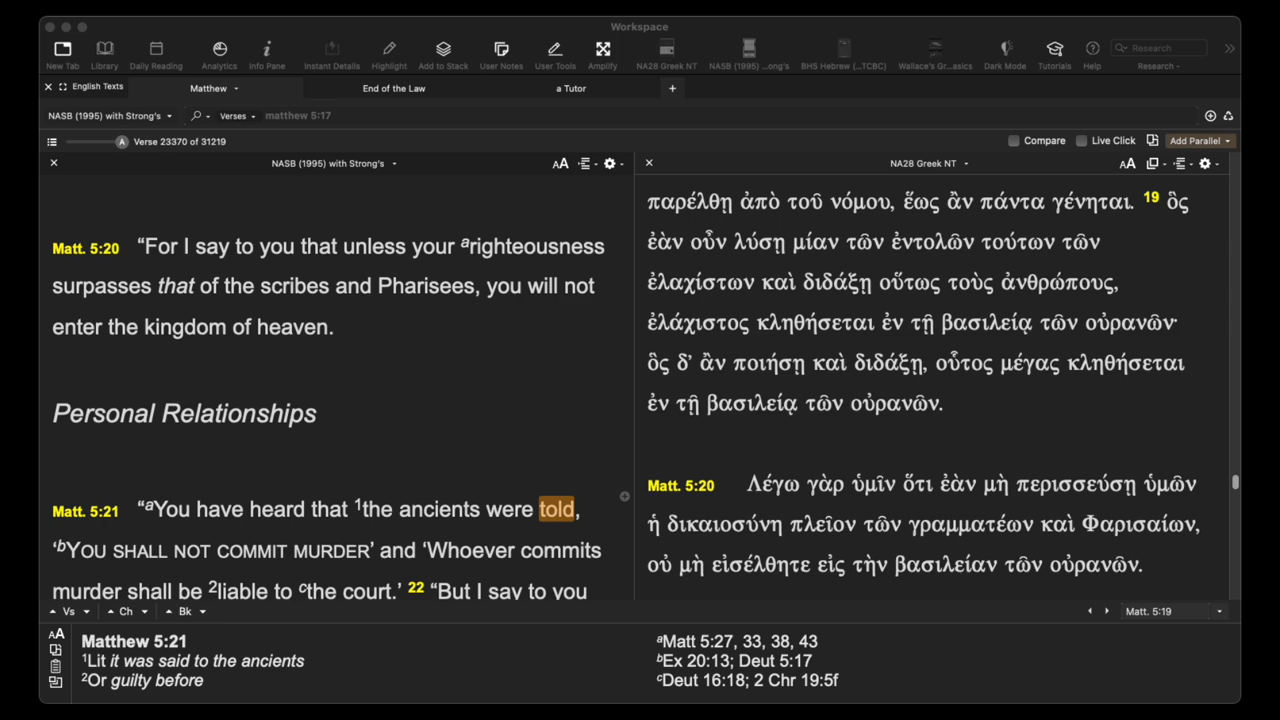 Workspace
New Tab Library Daily Reading Analytics Info Pane Instant Details Highlight Add to Stack User Notes User Tools Amplify NA28 Greek NT NASB (1995) ...ong's BHS Hebrew (...TCBC) Wallace's Gr...asics Dark Mode Tutorials Help Research
Research
English Texts Matthew End of the Law a Tutor +
NASB (1995) with Strong's Verses matthew 5:17
A Verse 23370 of 31219 Compare Live Click Add Parallel
NASB (1995) with Strong's AA
Matt. 5:20 “For I say to you that unless your ᵃrighteousness
surpasses that of the scribes and Pharisees, you will not
enter the kingdom of heaven.
Personal Relationships
Matt. 5:21 “ᵃYou have heard that ¹the ancients were told,
‘ᵇYOU SHALL NOT COMMIT MURDER’ and ‘Whoever commits
murder shall be ²liable to ᶜthe court.’ 22 “But I say to you
NA28 Greek NT AA
παρέλθῃ ἀπὸ τοῦ νόμου, ἕως ἂν πάντα γένηται. 19 ὃς
ἐὰν οὖν λύσῃ μίαν τῶν ἐντολῶν τούτων τῶν
ἐλαχίστων καὶ διδάξῃ οὕτως τοὺς ἀνθρώπους,
ἐλάχιστος κληθήσεται ἐν τῇ βασιλείᾳ τῶν οὐρανῶν·
ὃς δ’ ἂν ποιήσῃ καὶ διδάξῃ, οὗτος μέγας κληθήσεται
ἐν τῇ βασιλείᾳ τῶν οὐρανῶν.
Matt. 5:20 Λέγω γὰρ ὑμῖν ὅτι ἐὰν μὴ περισσεύσῃ ὑμῶν
ἡ δικαιοσύνη πλεῖον τῶν γραμματέων καὶ Φαρισαίων,
οὐ μὴ εἰσέλθητε εἰς τὴν βασιλείαν τῶν οὐρανῶν.
Vs Ch Bk Matt. 5:19
AA
Matthew 5:21
¹Lit it was said to the ancients
²Or guilty before
ᵃMatt 5:27, 33, 38, 43
ᵇEx 20:13; Deut 5:17
ᶜDeut 16:18; 2 Chr 19:5f